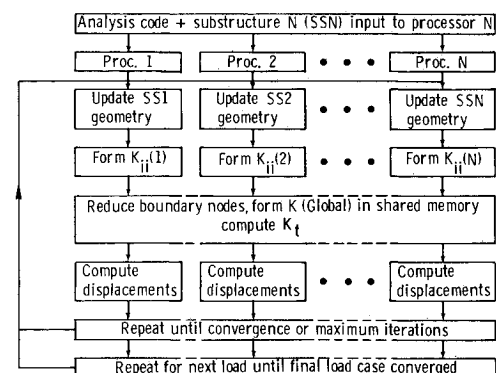 Analysis code + substructure N (SSN) input to processor N
Proc. 1 Proc. 2 • • • Proc. N
Update SS1 geometry Update SS2 geometry • • • Update SSN geometry
Form K_ii(1) Form K_ii(2) • • • Form K_ii(N)
Reduce boundary nodes, form K (Global) in shared memory
compute K_t
Compute displacements Compute displacements • • • Compute displacements
Repeat until convergence or maximum iterations
Repeat for next load until final load case converged